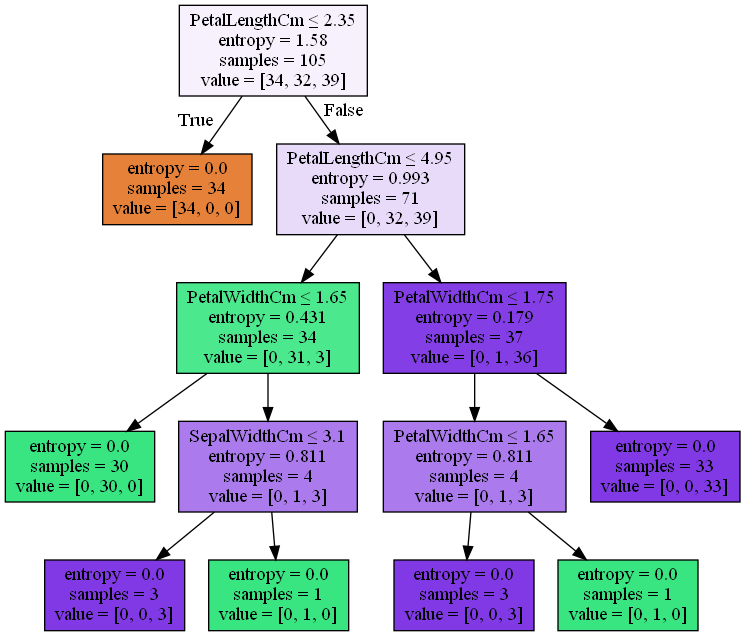 PetalLengthCm ≤ 2.35
entropy = 1.58
samples = 105
value = [34, 32, 39]
True
False
entropy = 0.0
samples = 34
value = [34, 0, 0]
PetalLengthCm ≤ 4.95
entropy = 0.993
samples = 71
value = [0, 32, 39]
PetalWidthCm ≤ 1.65
entropy = 0.431
samples = 34
value = [0, 31, 3]
PetalWidthCm ≤ 1.75
entropy = 0.179
samples = 37
value = [0, 1, 36]
entropy = 0.0
samples = 30
value = [0, 30, 0]
SepalWidthCm ≤ 3.1
entropy = 0.811
samples = 4
value = [0, 1, 3]
PetalWidthCm ≤ 1.65
entropy = 0.811
samples = 4
value = [0, 1, 3]
entropy = 0.0
samples = 33
value = [0, 0, 33]
entropy = 0.0
samples = 3
value = [0, 0, 3]
entropy = 0.0
samples = 1
value = [0, 1, 0]
entropy = 0.0
samples = 3
value = [0, 0, 3]
entropy = 0.0
samples = 1
value = [0, 1, 0]